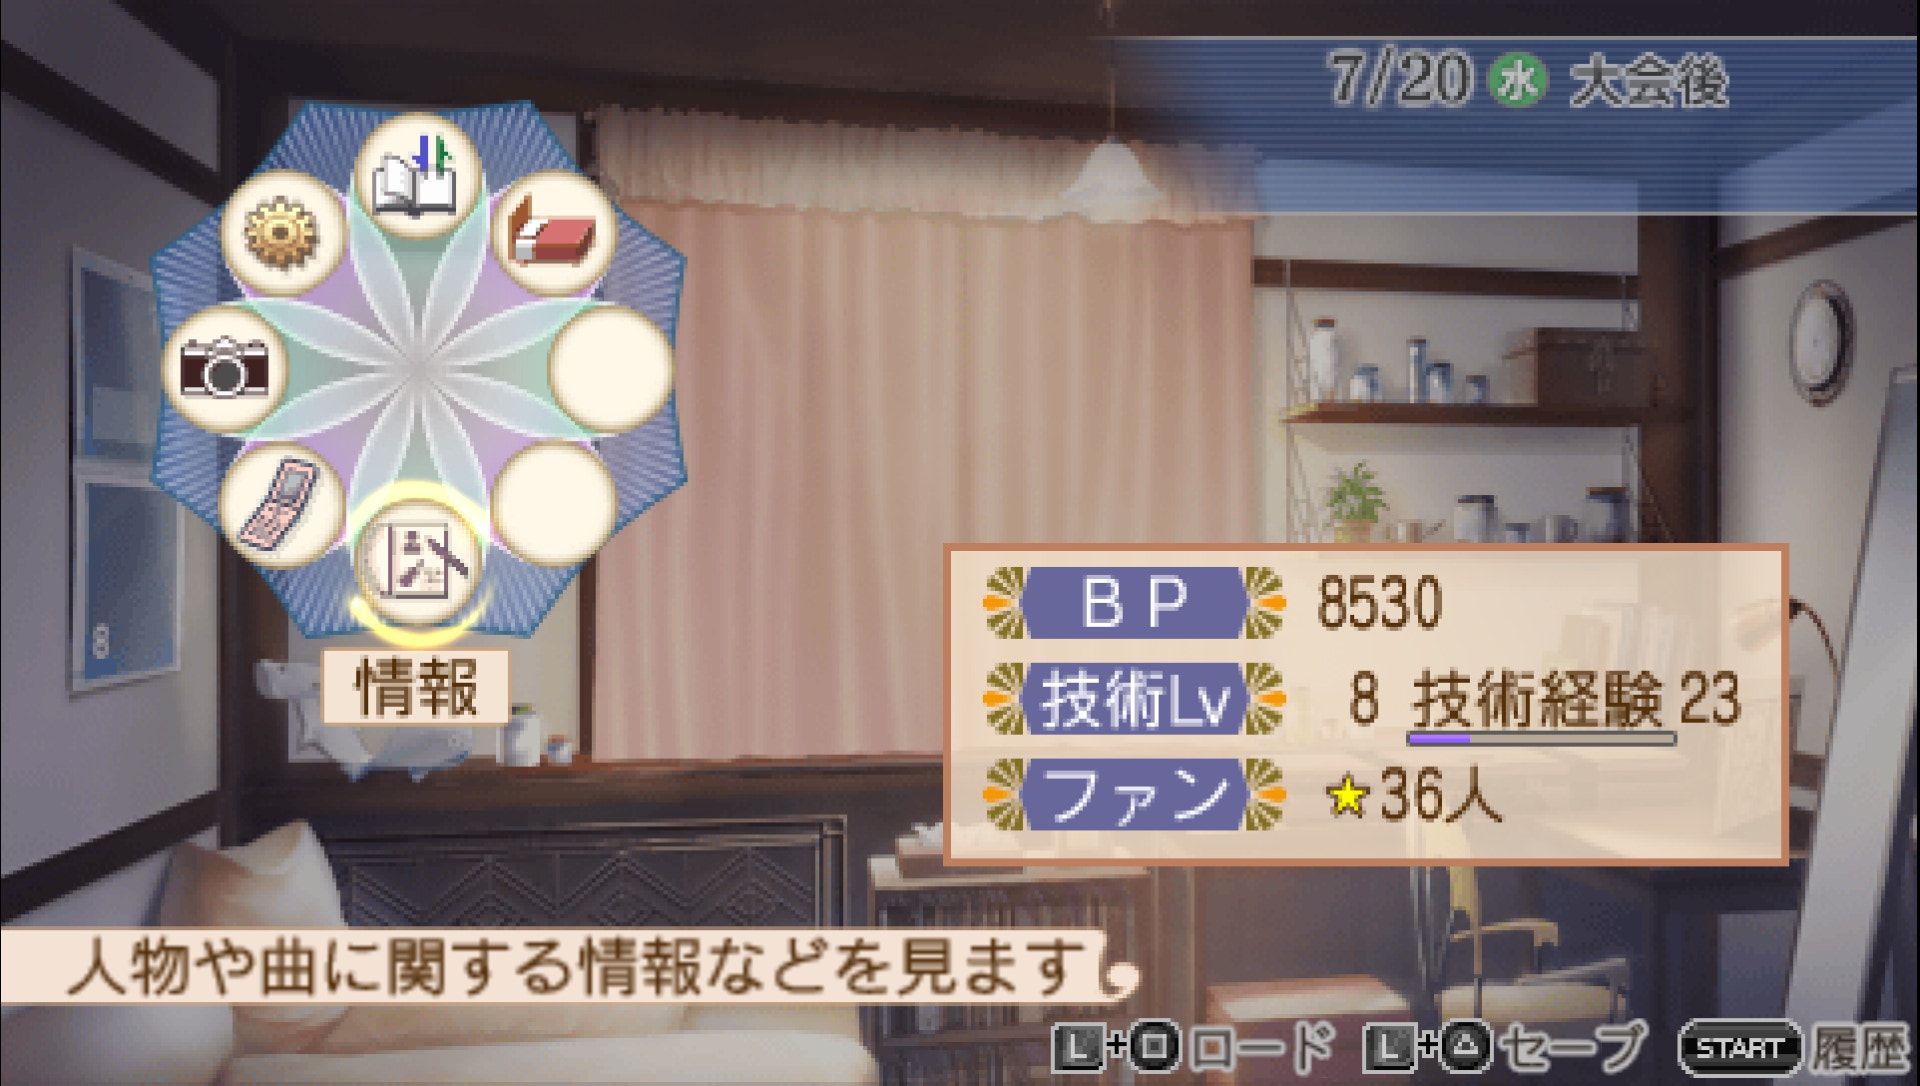 7/20 水 大会後
情報
BP 8530
技術Lv 8 技術経験 23
ファン ★36人
人物や曲に関する情報などを見ます
8
L+□ロード L+△セーブ START 履歴